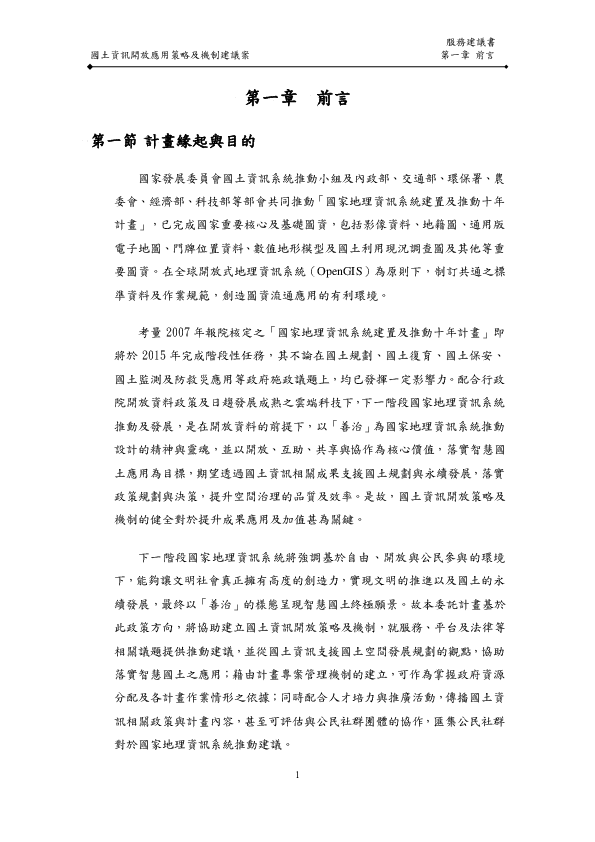 服務建議書
國土資訊開放應用策略及機制建議案
第一章 前言
第一章　前言
第一節 計畫緣起與目的
國家發展委員會國土資訊系統推動小組及內政部、交通部、環保署、農
委會、經濟部、科技部等部會共同推動「國家地理資訊系統建置及推動十年
計畫」，已完成國家重要核心及基礎圖資，包括影像資料、地籍圖、通用版
電子地圖、門牌位置資料、數值地形模型及國土利用現況調查圖及其他等重
要圖資。在全球開放式地理資訊系統（OpenGIS）為原則下，制訂共通之標
準資料及作業規範，創造圖資流通應用的有利環境。
考量 2007 年報院核定之「國家地理資訊系統建置及推動十年計畫」即
將於 2015 年完成階段性任務，其不論在國土規劃、國土復育、國土保安、
國土監測及防救災應用等政府施政議題上，均已發揮一定影響力。配合行政
院開放資料政策及日趨發展成熟之雲端科技下，下一階段國家地理資訊系統
推動及發展，是在開放資料的前提下，以「善治」為國家地理資訊系統推動
設計的精神與靈魂，並以開放、互助、共享與協作為核心價值，落實智慧國
土應用為目標，期望透過國土資訊相關成果支援國土規劃與永續發展，落實
政策規劃與決策，提升空間治理的品質及效率。是故，國土資訊開放策略及
機制的健全對於提升成果應用及加值甚為關鍵。
下一階段國家地理資訊系統將強調基於自由、開放與公民參與的環境
下，能夠讓文明社會真正擁有高度的創造力，實現文明的推進以及國土的永
續發展，最終以「善治」的樣態呈現智慧國土終極願景。故本委託計畫基於
此政策方向，將協助建立國土資訊開放策略及機制，就服務、平台及法律等
相關議題提供推動建議，並從國土資訊支援國土空間發展規劃的觀點，協助
落實智慧國土之應用；藉由計畫專案管理機制的建立，可作為掌握政府資源
分配及各計畫作業情形之依據；同時配合人才培力與推廣活動，傳播國土資
訊相關政策與計畫內容，甚至可評估與公民社群團體的協作，匯集公民社群
對於國家地理資訊系統推動建議。
1